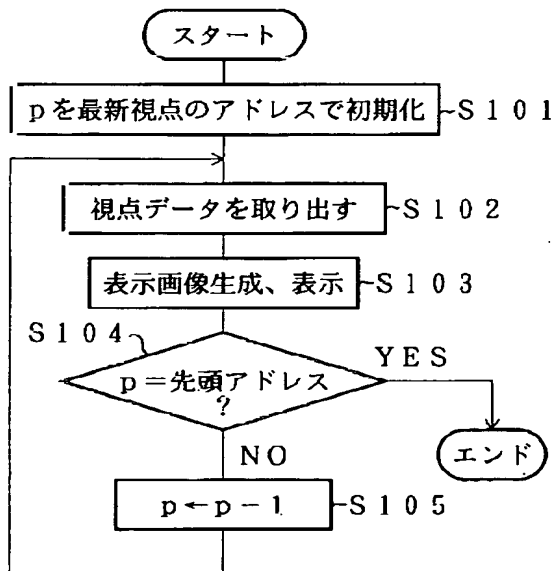 スタート
pを最新視点のアドレスで初期化 S101
視点データを取り出す S102
表示画像生成、表示 S103
S104
YES
p=先頭アドレス
?
エンド
NO
p←p-1 S105